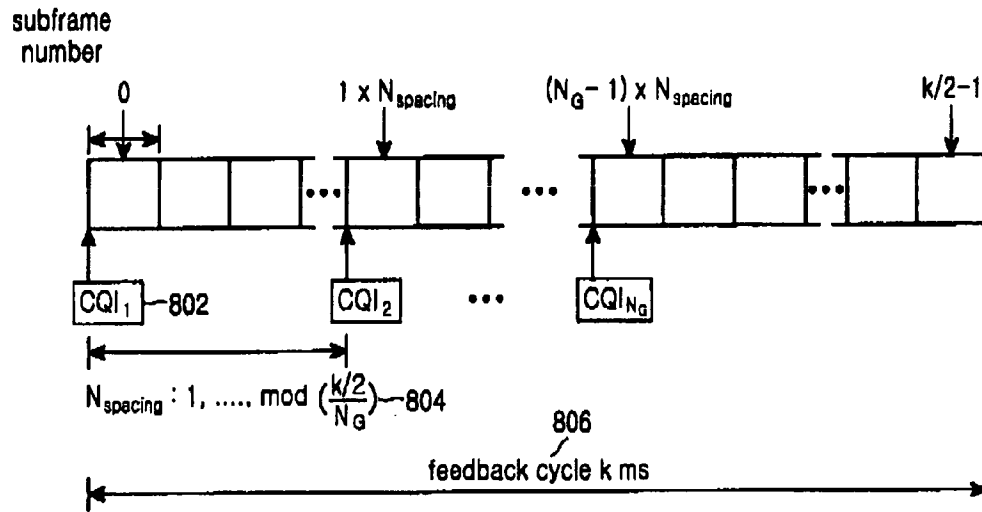 subframe
number
0
1 x N_spacing
(N_G - 1) x N_spacing
k/2-1
CQI_1
802
CQI_2
CQI_N_G
N_spacing : 1, ....., mod (k/2 / N_G)
804
806
feedback cycle k ms